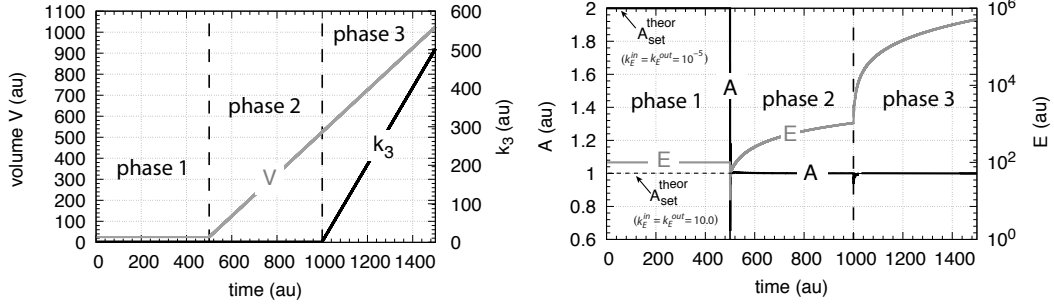 1100
1000
900
800
700
600
500
400
300
200
100
0
volume V (au)
600
500
400
300
200
100
0
k3 (au)
phase 1
phase 2
phase 3
V
k3
0 200 400 600 800 1000 1200 1400
time (au)
2
1.8
1.6
1.4
1.2
1
0.8
0.6
A (au)
10^6
10^4
10^2
10^0
E (au)
A_set^theor
(k_E^in = k_E^out = 10^-5)
phase 1
A
phase 2
phase 3
E
E
A
A_set^theor
(k_E^in = k_E^out = 10.0)
0 200 400 600 800 1000 1200 1400
time (au)